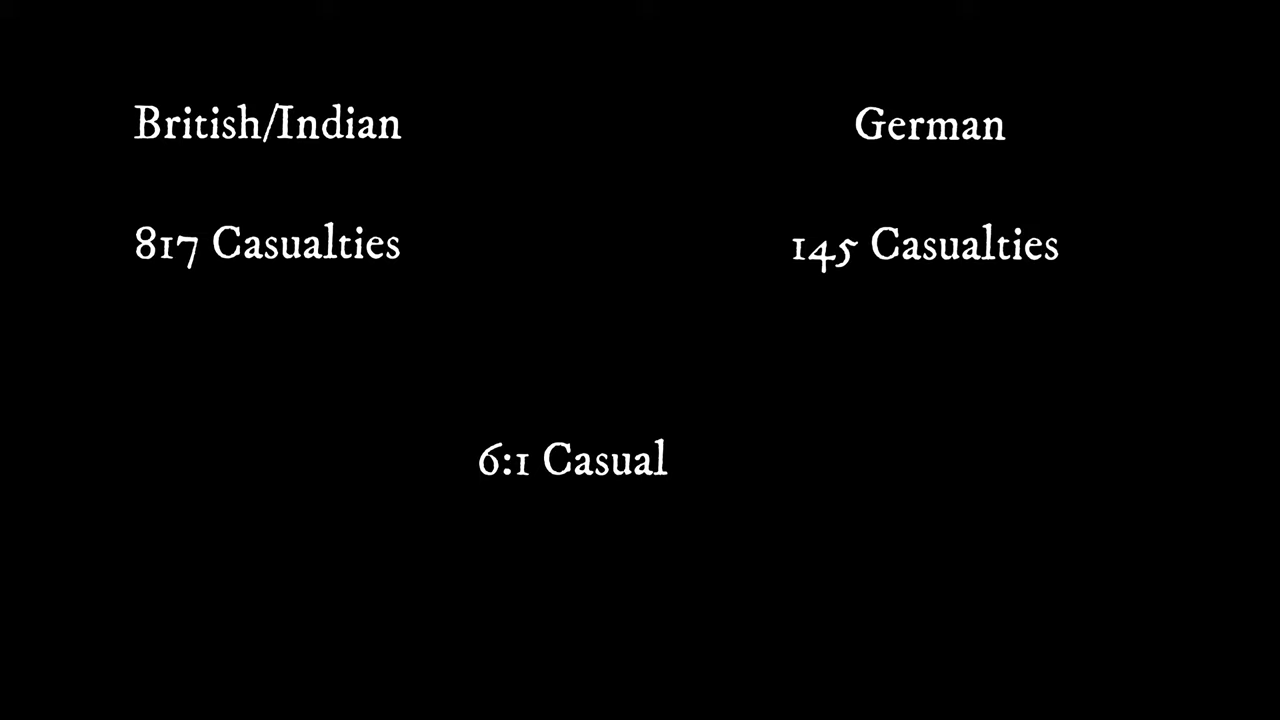 British/Indian
German
817 Casualties
145 Casualties
6:1 Casual